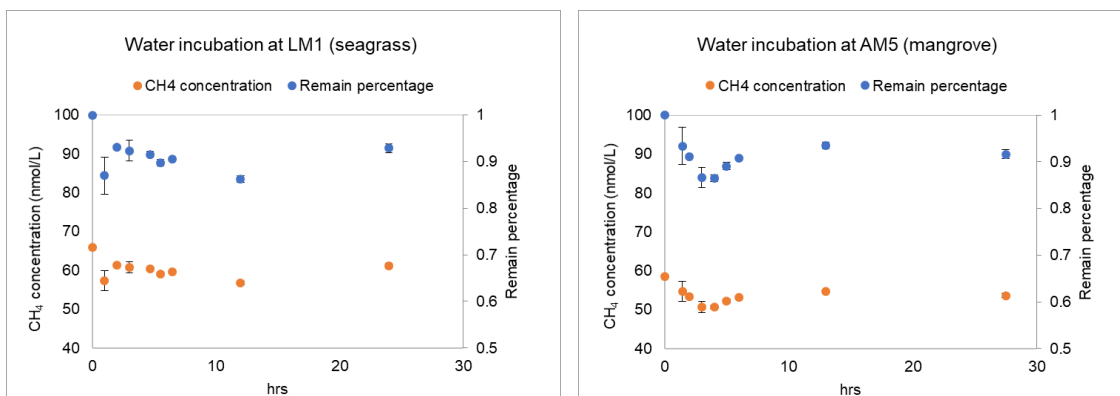 Water incubation at LM1 (seagrass)
CH4 concentration
Remain percentage
100
90
80
70
60
50
40
1
0.9
0.8
0.7
0.6
0.5
0
10
20
30
CH₄ concentration (nmol/L)
Remain percentage
hrs
Water incubation at AM5 (mangrove)
CH4 concentration
Remain percentage
100
90
80
70
60
50
40
1
0.9
0.8
0.7
0.6
0.5
0
10
20
30
CH₄ concentration (nmol/L)
Remain percentage
hrs